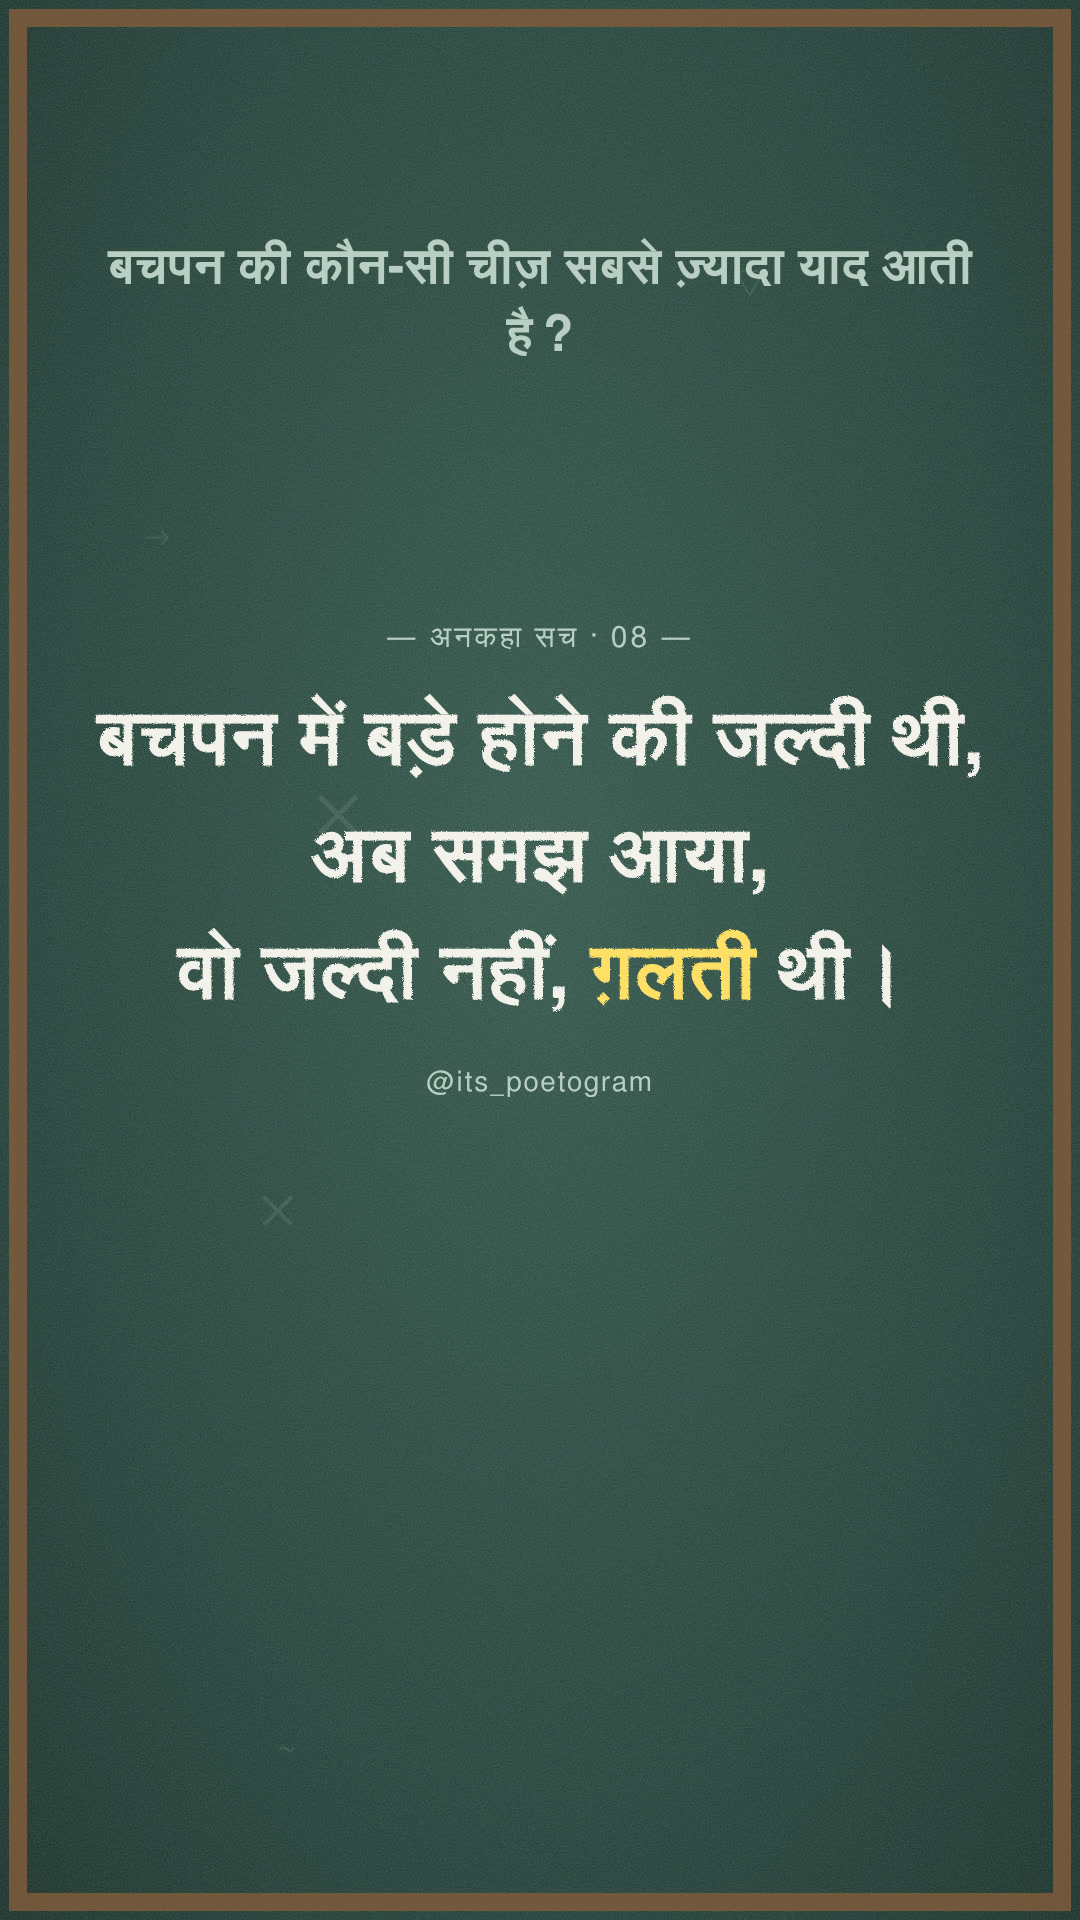 बचपन की कौन-सी चीज़ सबसे ज़्यादा याद आती
है ?
— अनकहा सच · 08 —
बचपन में बड़े होने की जल्दी थी,
अब समझ आया,
वो जल्दी नहीं, ग़लती थी ।
@its_poetogram